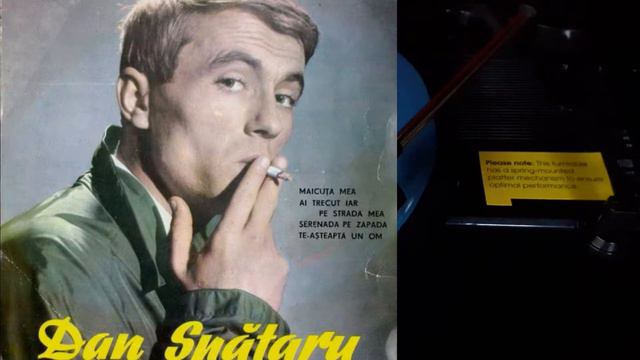 MAICUȚA MEA
AI TRECUT IAR
PE STRADA MEA
SERENADA PE ZAPADA
TE-AȘTEAPTĂ UN OM
Dan Spătaru
Please note: This turntable
has a spring-mounted
platter mechanism to ensure
optimal performance.